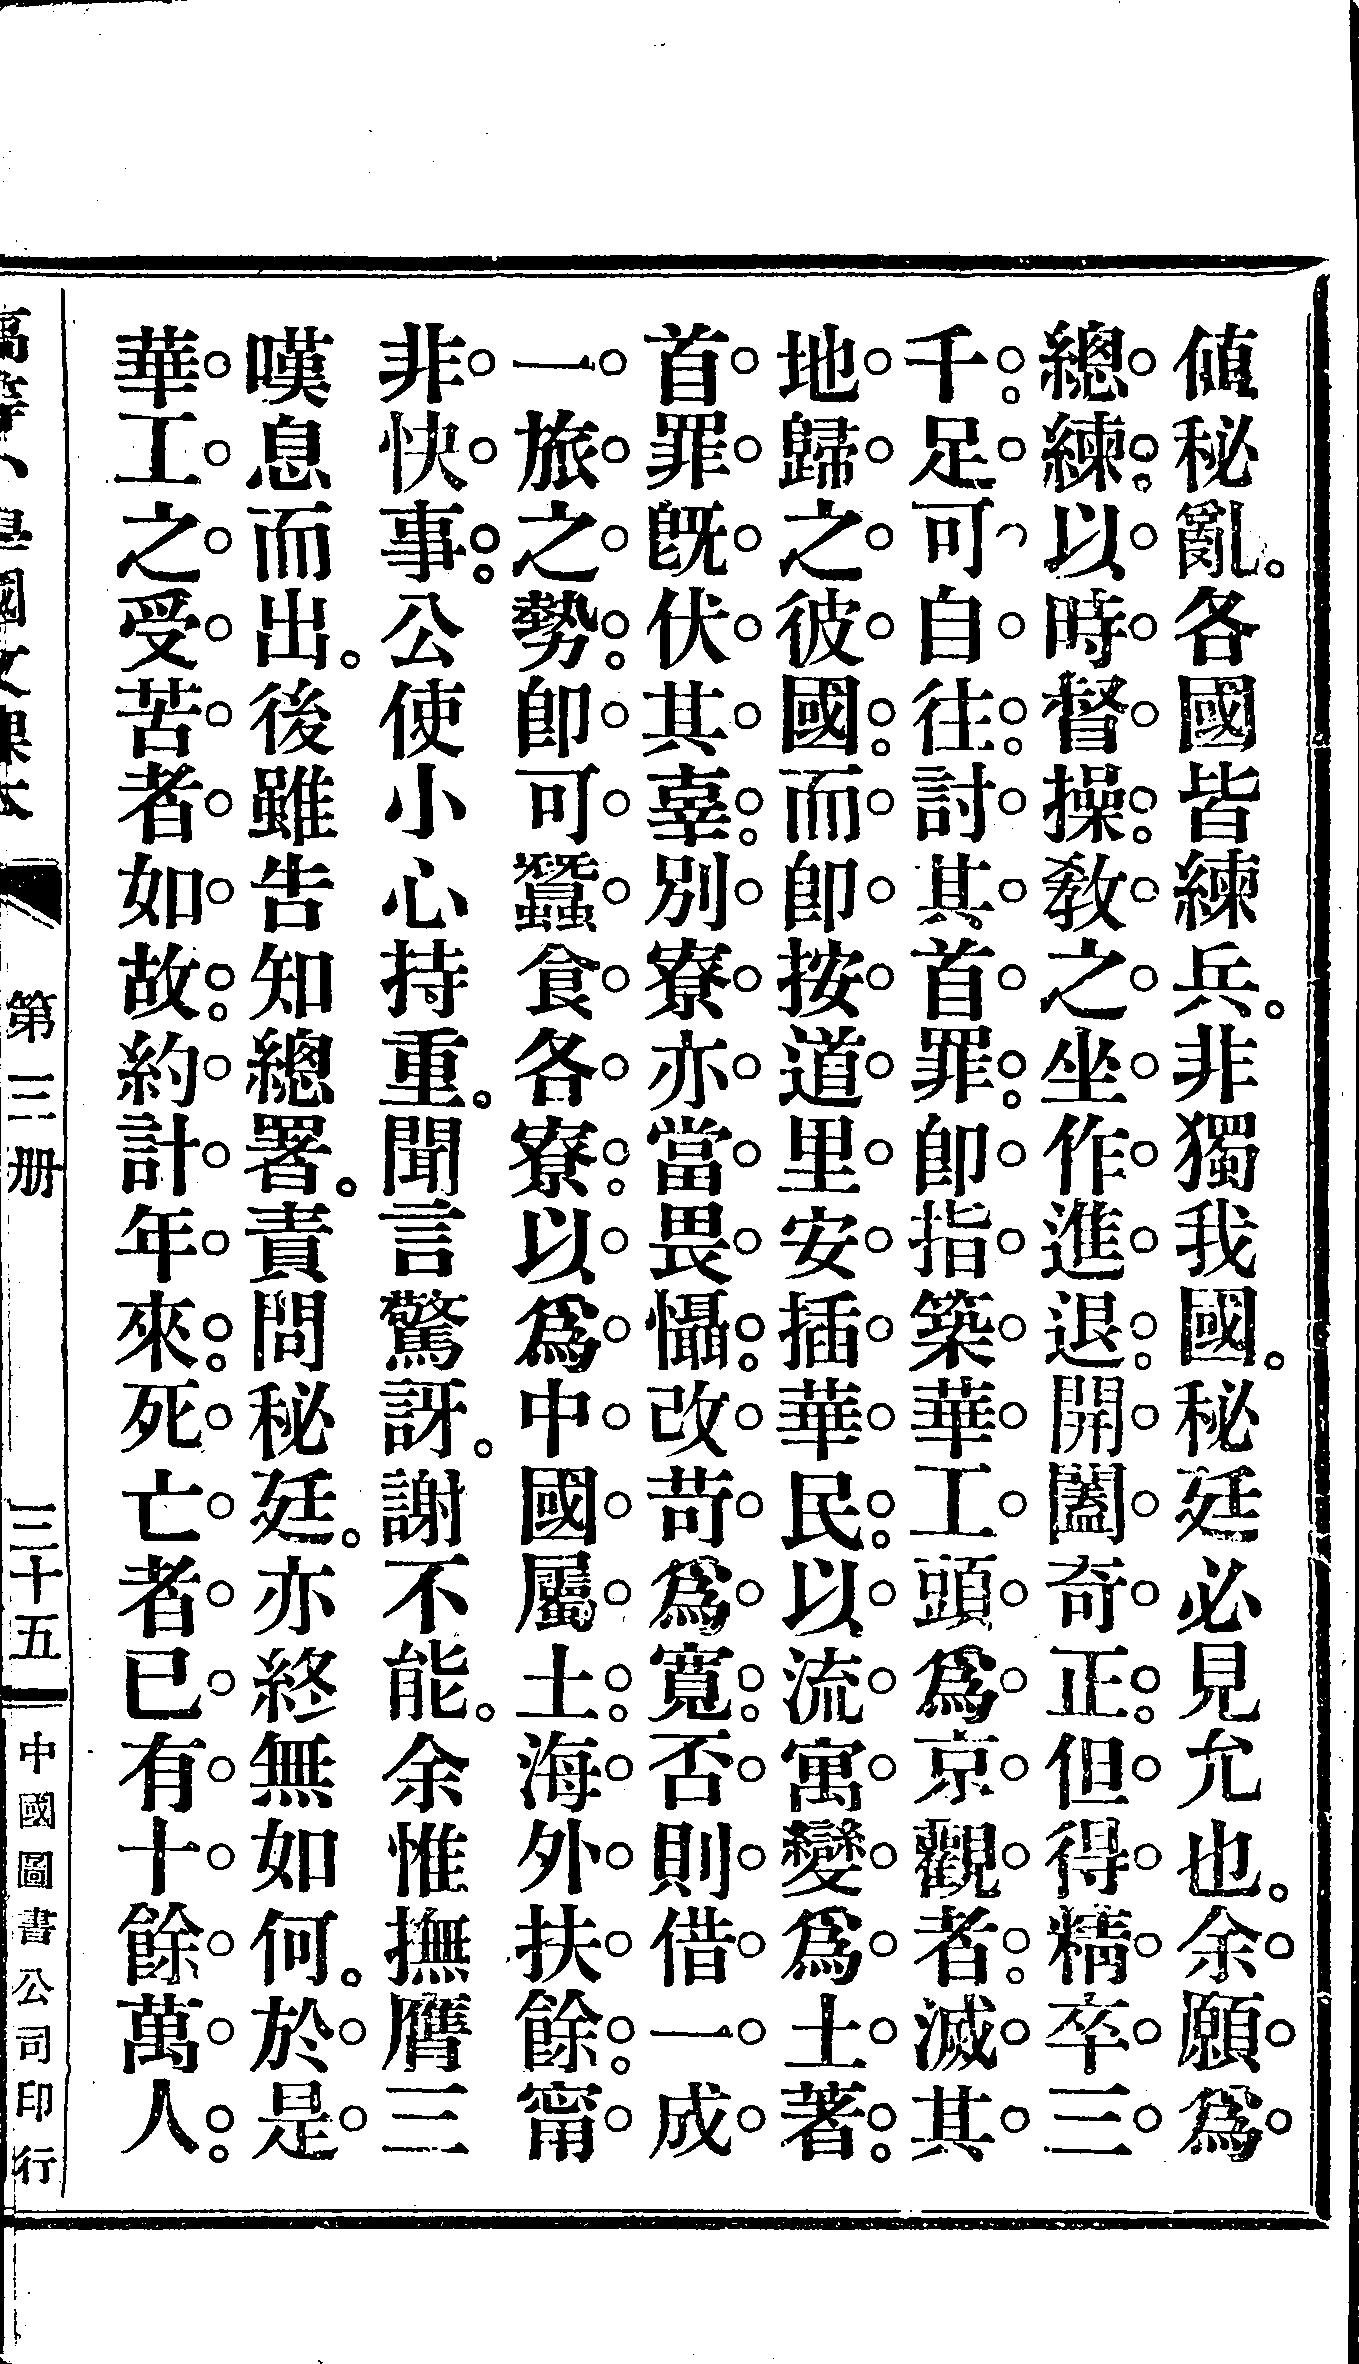 値秘亂。各國皆練兵。非獨我國。秘廷必見允也。余願爲
總練。以時督操。教之坐作進退。開闔奇正。但得精卒三
千。足可自往。討其首罪。卽指築華工頭爲京觀者。滅其
地歸之彼國。而卽按道里安插華民。以流寓變爲土著。
首罪旣伏其辜。別寮亦當畏懾。改苛爲寬。否則借一成
一旅之勢。卽可蠶食各寮。以爲中國屬土。海外扶餘。甯
非快事。公使小心持重。聞言驚訝。謝不能。余惟撫膺三
嘆息而出。後雖告知總署。責問秘廷。亦終無如何。於是
華工之受苦者如故。約計年來。死亡者已有十餘萬人。
高等小學國文課本
第三册
三十五
中國圖書公司印行